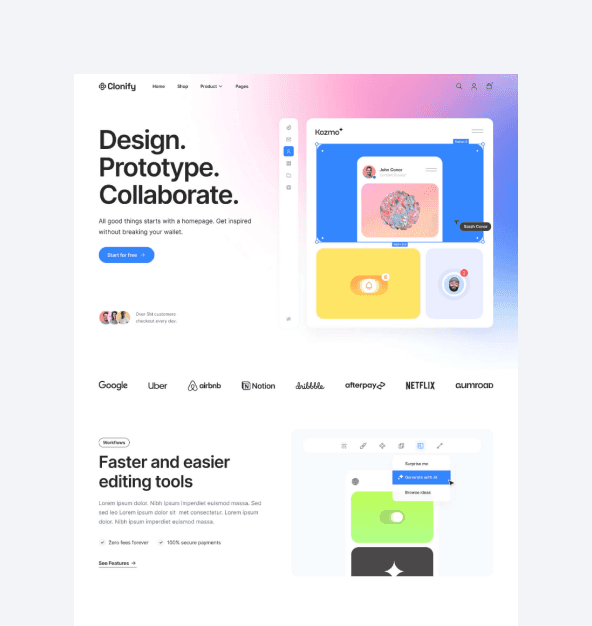 Clonify Home Shop Product Pages
Kozmo
John Conor
Design.
Prototype.
Collaborate.
All good things starts with a homepage. Get inspired
without breaking your wallet.
Sarah Conor
Start for free →
Over 5M customers
checkout every day.
Google Uber airbnb Notion dribbble afterpay NETFLIX GUMROAD
Workflows
Faster and easier
editing tools
Lorem ipsum dolor. Nibh ipsum imperdiet euismod massa. Sed
sed leo Lorem ipsum dolor sit met consectetur. Lorem ipsum
dolor. Nibh ipsum imperdiet euismod massa.
Zero fees forever 100% secure payments
See Features →
Surprise me
Generate with AI
Browse ideas